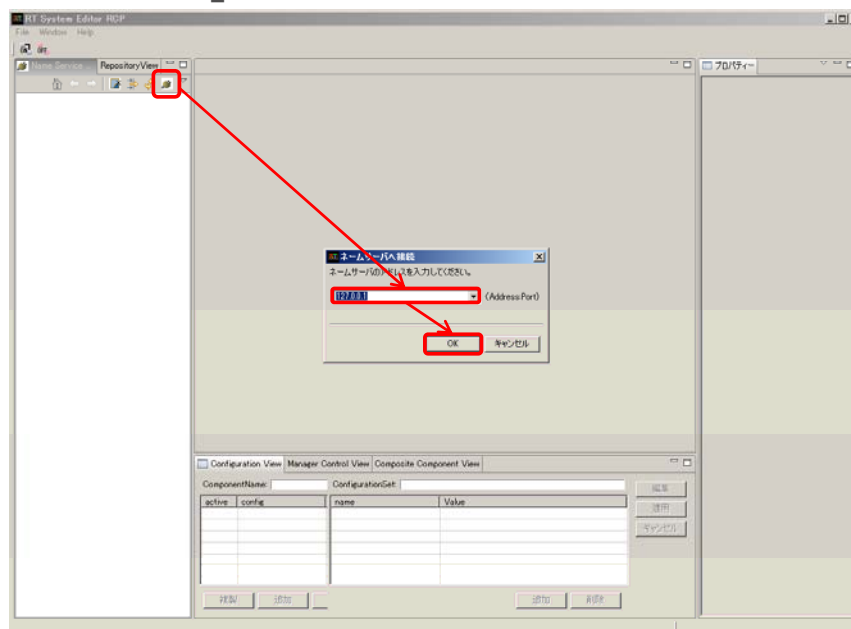 RT System Editor RCP
File Window Help
Name Service RepositoryView
プロパティー
ネームサーバへ接続
ネームサーバのアドレスを入力してください。
127.0.0.1 (Address:Port)
OK キャンセル
Configuration View Manager Control View Composite Component View
ComponentName: ConfigurationSet:
編集
active config name Value
適用
キャンセル
複製 追加 追加 削除